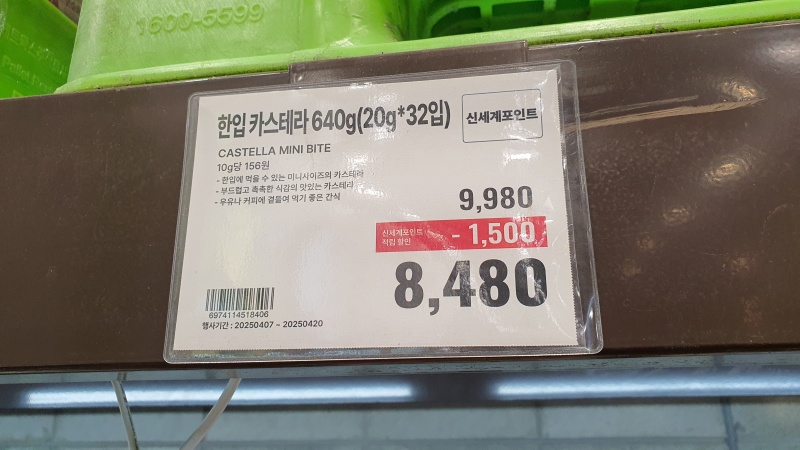 1600-5599
한입 카스테라 640g(20g*32입)
신세계포인트
CASTELLA MINI BITE
10g당 156원
- 한입에 먹을 수 있는 미니사이즈의 카스테라
- 부드럽고 촉촉한 식감의 맛있는 카스테라
- 우유나 커피에 곁들여 먹기 좋은 간식
9,980
신세계포인트
적립 할인
- 1,500
8,480
6974114518406
행사기간 : 20250407 ~ 20250420